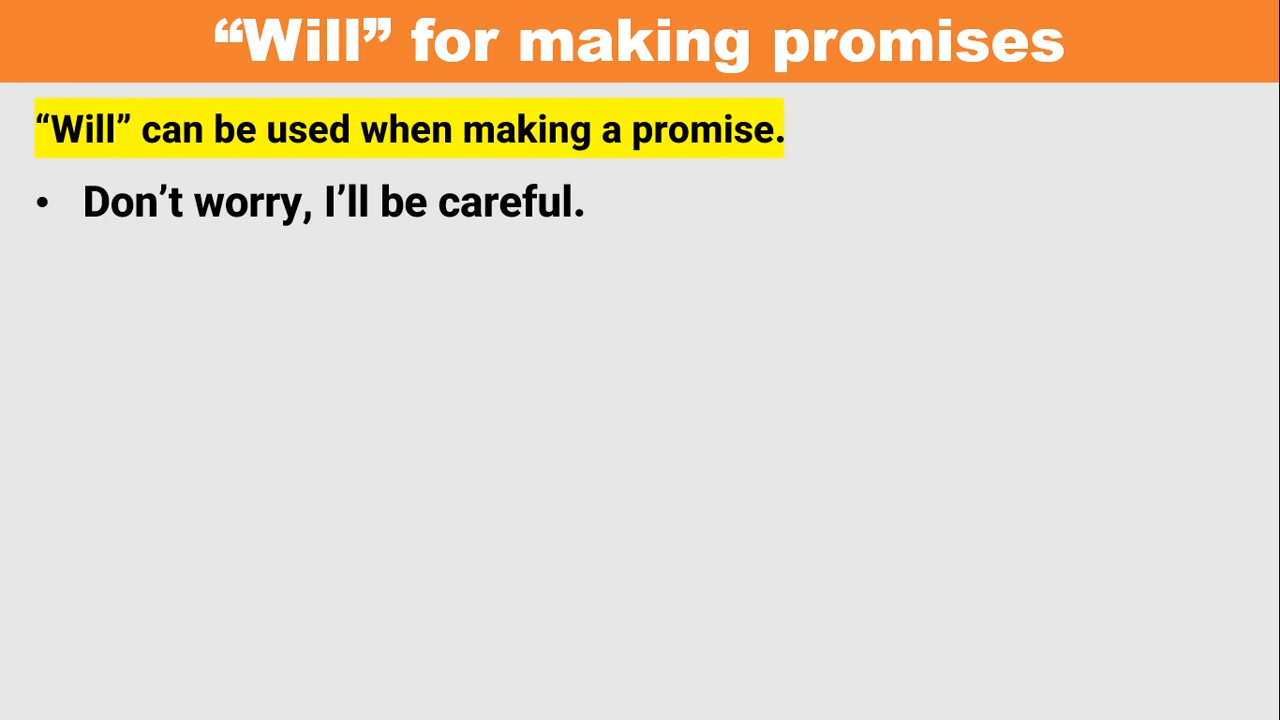 “Will” for making promises
“Will” can be used when making a promise.
• Don’t worry, I’ll be careful.